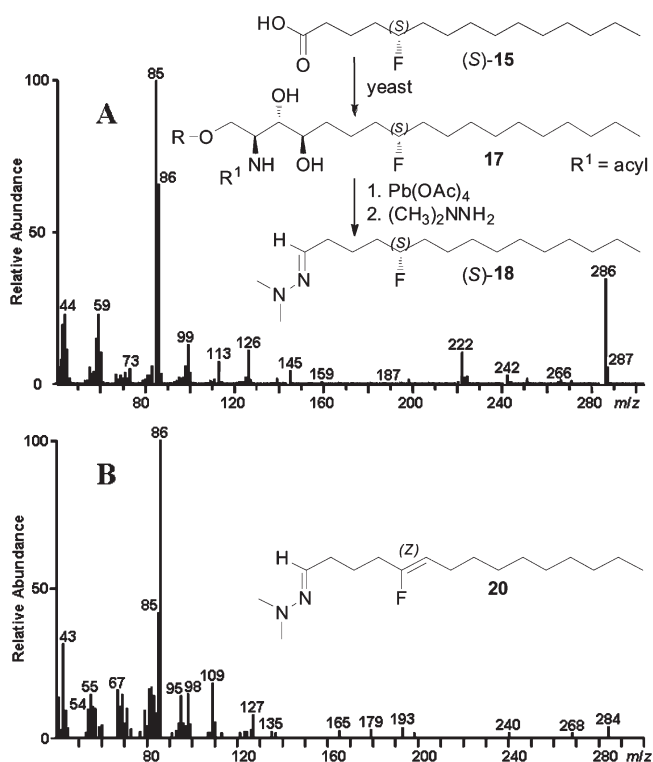 HO
O
(S)
F
(S)-15
yeast
A
OH
R
O
NH
R1
OH
(S)
F
17
R1 = acyl
1. Pb(OAc)4
2. (CH3)2NNH2
H
N
N
(S)
F
(S)-18
Relative Abundance
100
50
0
85
86
44
59
73
99
113
126
145
159
187
222
242
266
286
287
80 120 160 200 240 280 m/z
B
Relative Abundance
100
50
0
86
85
43
54
55
67
95
98
109
127
135
165
179
193
240
268
284
H
N
N
(Z)
F
20
80 120 160 200 260 280 m/z